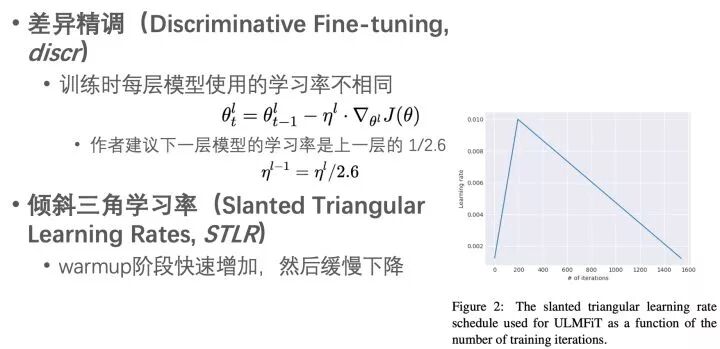 • 差异精调（Discriminative Fine-tuning,
discr）
• 训练时每层模型使用的学习率不相同
θ_t^l = θ_{t−1}^l − η^l · ∇_{θ^l} J(θ)
• 作者建议下一层模型的学习率是上一层的 1/2.6
η^{l−1} = η^l/2.6
• 倾斜三角学习率（Slanted Triangular
Learning Rates, STLR）
• warmup阶段快速增加，然后缓慢下降
0.010
0.008
0.006
0.004
0.002
Learning rate
0 200 400 600 800 1000 1200 1400 1600
# of iterations
Figure 2: The slanted triangular learning rate
schedule used for ULMFiT as a function of the
number of training iterations.